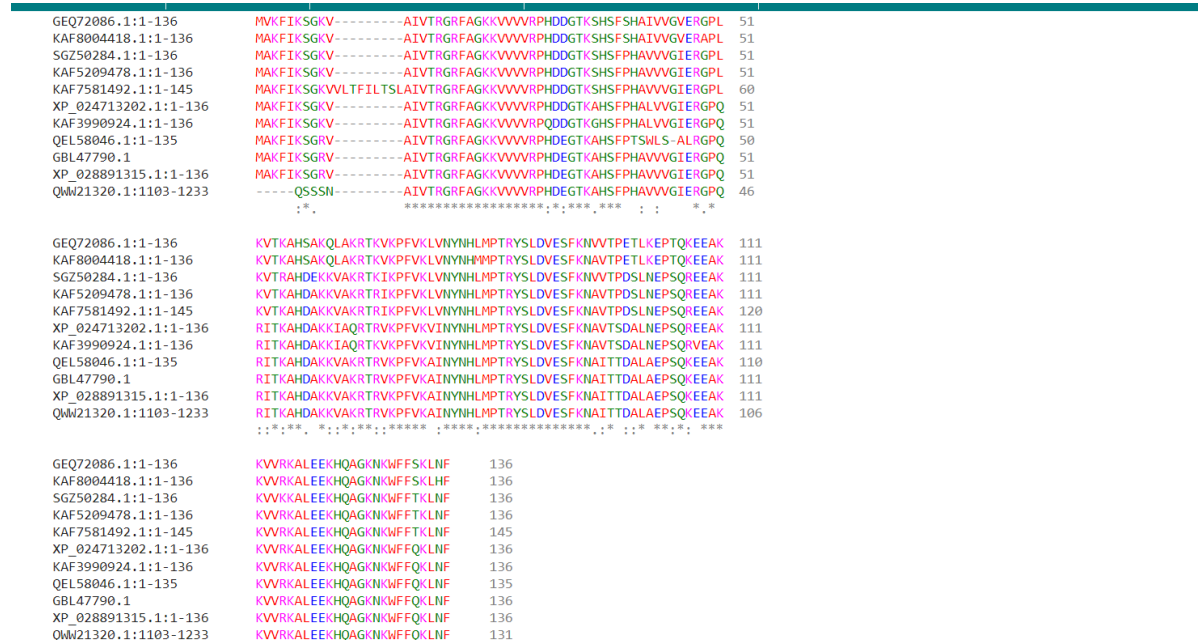 GEQ72086.1:1-136 MVKFIKSGKV---------AIVTRGRFAGKKVVVVRPHDDGTKSHSFSHAIVVGVERGPL 51
KAF8004418.1:1-136 MAKFIKSGKV---------AIVTRGRFAGKKVVVVRPHDDGTKSHSFSHAIVVGVERAPL 51
SGZ50284.1:1-136 MAKFIKSGKV---------AIVTRGRFAGKKVVVVRPHDDGTKSHSFPHAVVVGIERGPL 51
KAF5209478.1:1-136 MAKFIKSGKV---------AIVTRGRFAGKKVVVVRPHDDGTKSHSFPHAVVVGIERGPL 51
KAF7581492.1:1-145 MAKFIKSGKVVLTFILTSLAIVTRGRFAGKKVVVVRPHDDGTKSHSFPHAVVVGIERGPL 60
XP_024713202.1:1-136 MAKFIKSGKV---------AIVTRGRFAGKKVVVVRPHDDGTKAHSFPHALVVGIERGPQ 51
KAF3990924.1:1-136 MAKFIKSGKV---------AIVTRGRFAGKKVVVVRPQDDGTKGHSFPHALVVGIERGPQ 51
QEL58046.1:1-135 MAKFIKSGRV---------AIVTRGRFAGKKVVVVRPHDEGTKAHSFPTSWLS-ALRGPQ 50
GBL47790.1 MAKFIKSGRV---------AIVTRGRFAGKKVVVVRPHDEGTKAHSFPHAVVVGIERGPQ 51
XP_028891315.1:1-136 MAKFIKSGRV---------AIVTRGRFAGKKVVVVRPHDEGTKAHSFPHAVVVGIERGPQ 51
QWW21320.1:1103-1233 -----QSSSN---------AIVTRGRFAGKKVVVVRPHDEGTKAHSFPHAVVVGIERGPQ 46
:*. ******************:*:***.*** : : *.*
GEQ72086.1:1-136 KVTKAHSAKQLAKRTKVKPFVKLVNYNHLMPTRYSLDVESFKNVVTPETLKEPTQKEEAK 111
KAF8004418.1:1-136 KVTKAHSAKQLAKRTKVKPFVKLVNYNHMMPTRYSLDVESFKNAVTPETLKEPTQKEEAK 111
SGZ50284.1:1-136 KVTRAHDEKKVAKRTKIKPFVKLVNYNHLMPTRYSLDVESFKNVVTPDSLNEPSQREEAK 111
KAF5209478.1:1-136 KVTKAHDAKKVAKRTRIKPFVKLVNYNHLMPTRYSLDVESFKNAVTPDSLNEPSQREEAK 111
KAF7581492.1:1-145 KVTKAHDAKKVAKRTRIKPFVKLVNYNHLMPTRYSLDVESFKNAVTPDSLNEPSQREEAK 120
XP_024713202.1:1-136 RITKAHDAKKIAQRTRVKPFVKVINYNHLMPTRYSLDVESFKNAVTSDALNEPSQREEAK 111
KAF3990924.1:1-136 RITKAHDAKKIAQRTKVKPFVKVINYNHLMPTRYSLDVESFKNAVTSDALNEPSQRVEAK 111
QEL58046.1:1-135 RITKAHDAKKVAKRTRVKPFVKAINYNHLMPTRYSLDVESFKNAITTDALAEPSQKEEAK 110
GBL47790.1 RITKAHDAKKVAKRTRVKPFVKAINYNHLMPTRYSLDVESFKNAITTDALAEPSQKEEAK 111
XP_028891315.1:1-136 RITKAHDAKKVAKRTRVKPFVKAINYNHLMPTRYSLDVESFKNAITTDALAEPSQKEEAK 111
QWW21320.1:1103-1233 RITKAHDAKKVAKRTRVKPFVKAINYNHLMPTRYSLDVESFKNAITTDALAEPSQKEEAK 106
::*:**. *::*:**::***** :****:**************.:* ::* **:*: ***
GEQ72086.1:1-136 KVVRKALEEKHQAGKNKWFFSKLNF 136
KAF8004418.1:1-136 KVVRKALEEKHQAGKNKWFFSKLHF 136
SGZ50284.1:1-136 KVVKKALEEKHQAGKNKWFFTKLNF 136
KAF5209478.1:1-136 KVVRKALEEKHQAGKNKWFFTKLNF 136
KAF7581492.1:1-145 KVVRKALEEKHQAGKNKWFFTKLNF 145
XP_024713202.1:1-136 KVVRKALEEKHQAGKNKWFFQKLNF 136
KAF3990924.1:1-136 KVVRKALEEKHQAGKNKWFFQKLNF 136
QEL58046.1:1-135 KVVRKALEEKHQAGKNKWFFQKLNF 135
GBL47790.1 KVVRKALEEKHQAGKNKWFFQKLNF 136
XP_028891315.1:1-136 KVVRKALEEKHQAGKNKWFFQKLNF 136
QWW21320.1:1103-1233 KVVRKALEEKHQAGKNKWFFQKLNF 131